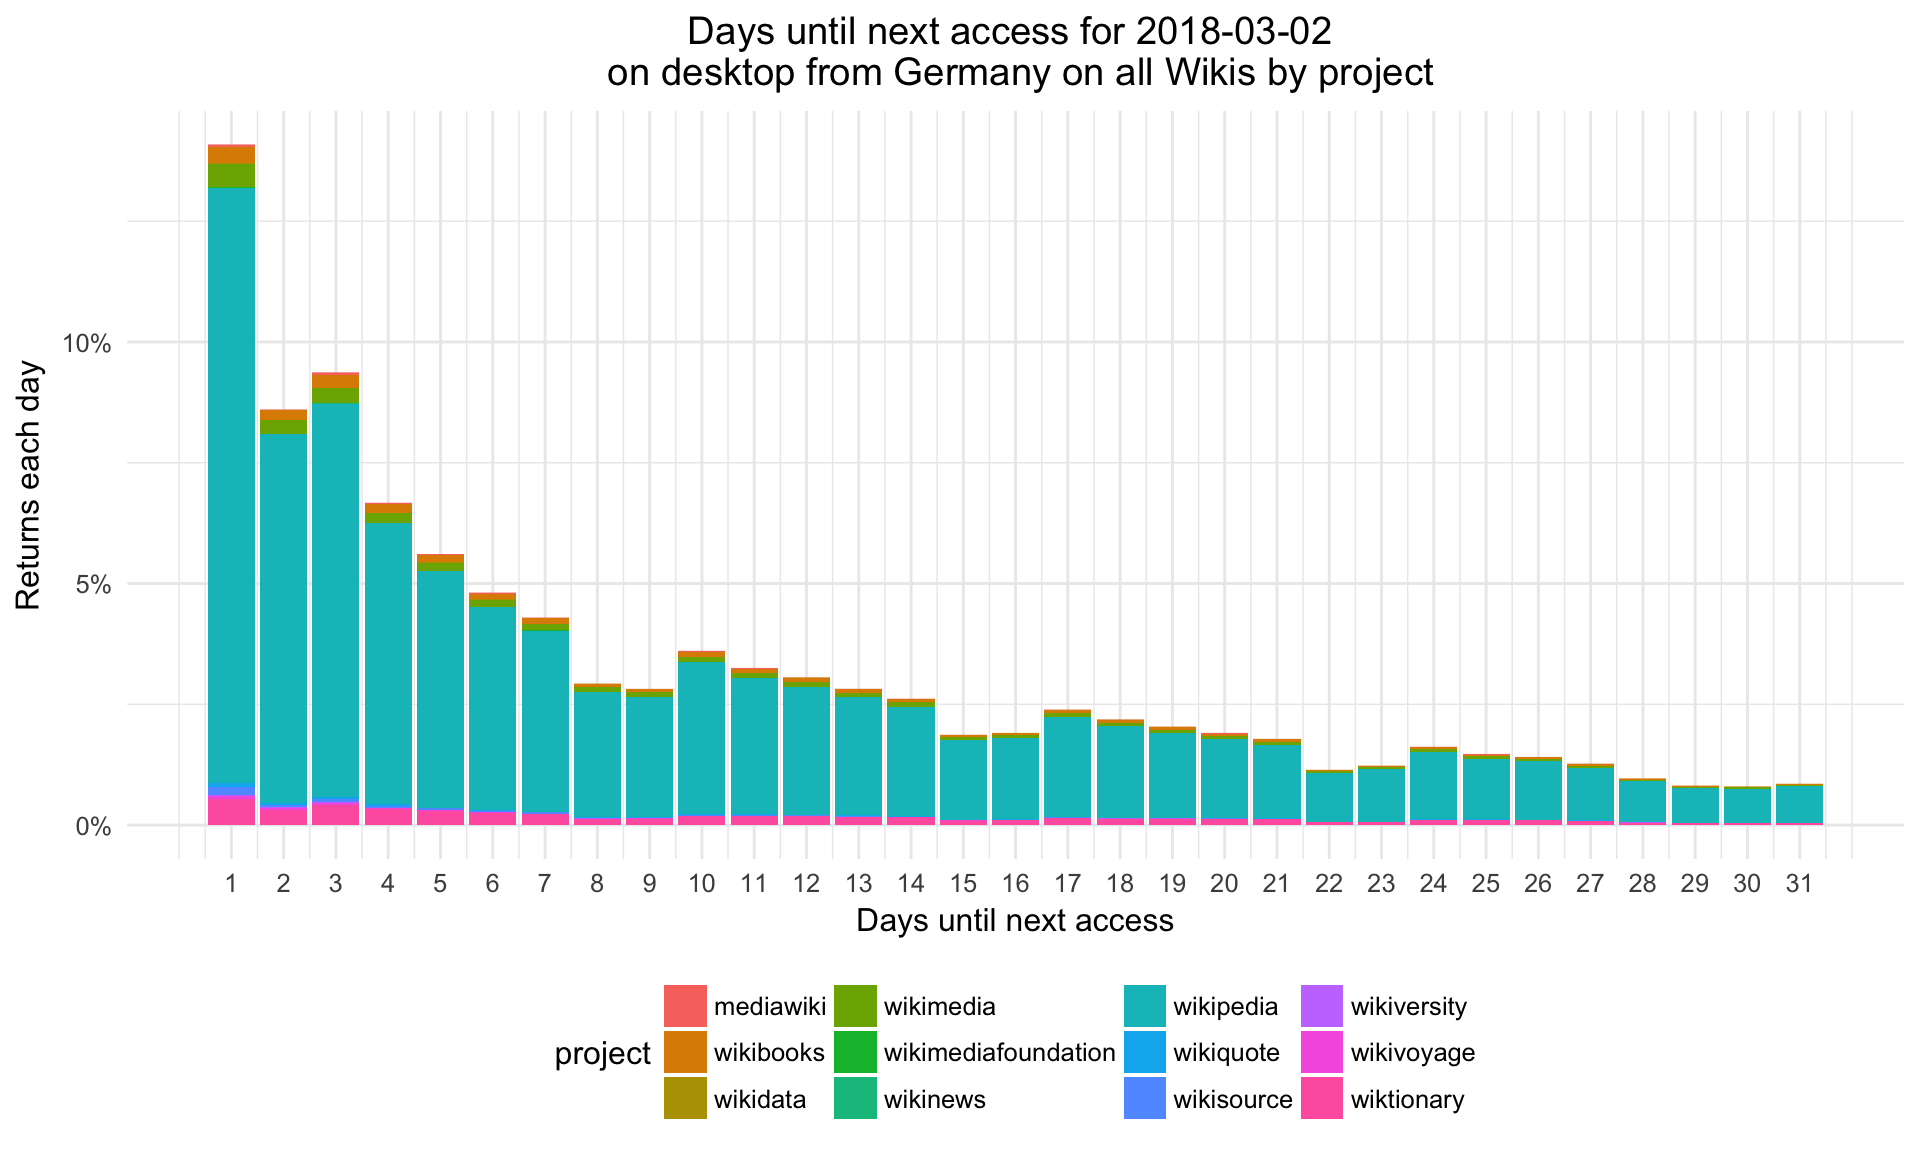 Days until next access for 2018-03-02
on desktop from Germany on all Wikis by project
Returns each day
10%
5%
0%
1 2 3 4 5 6 7 8 9 10 11 12 13 14 15 16 17 18 19 20 21 22 23 24 25 26 27 28 29 30 31
Days until next access
project
mediawiki wikimedia wikipedia wikiversity
wikibooks wikimediafoundation wikiquote wikivoyage
wikidata wikinews wikisource wiktionary